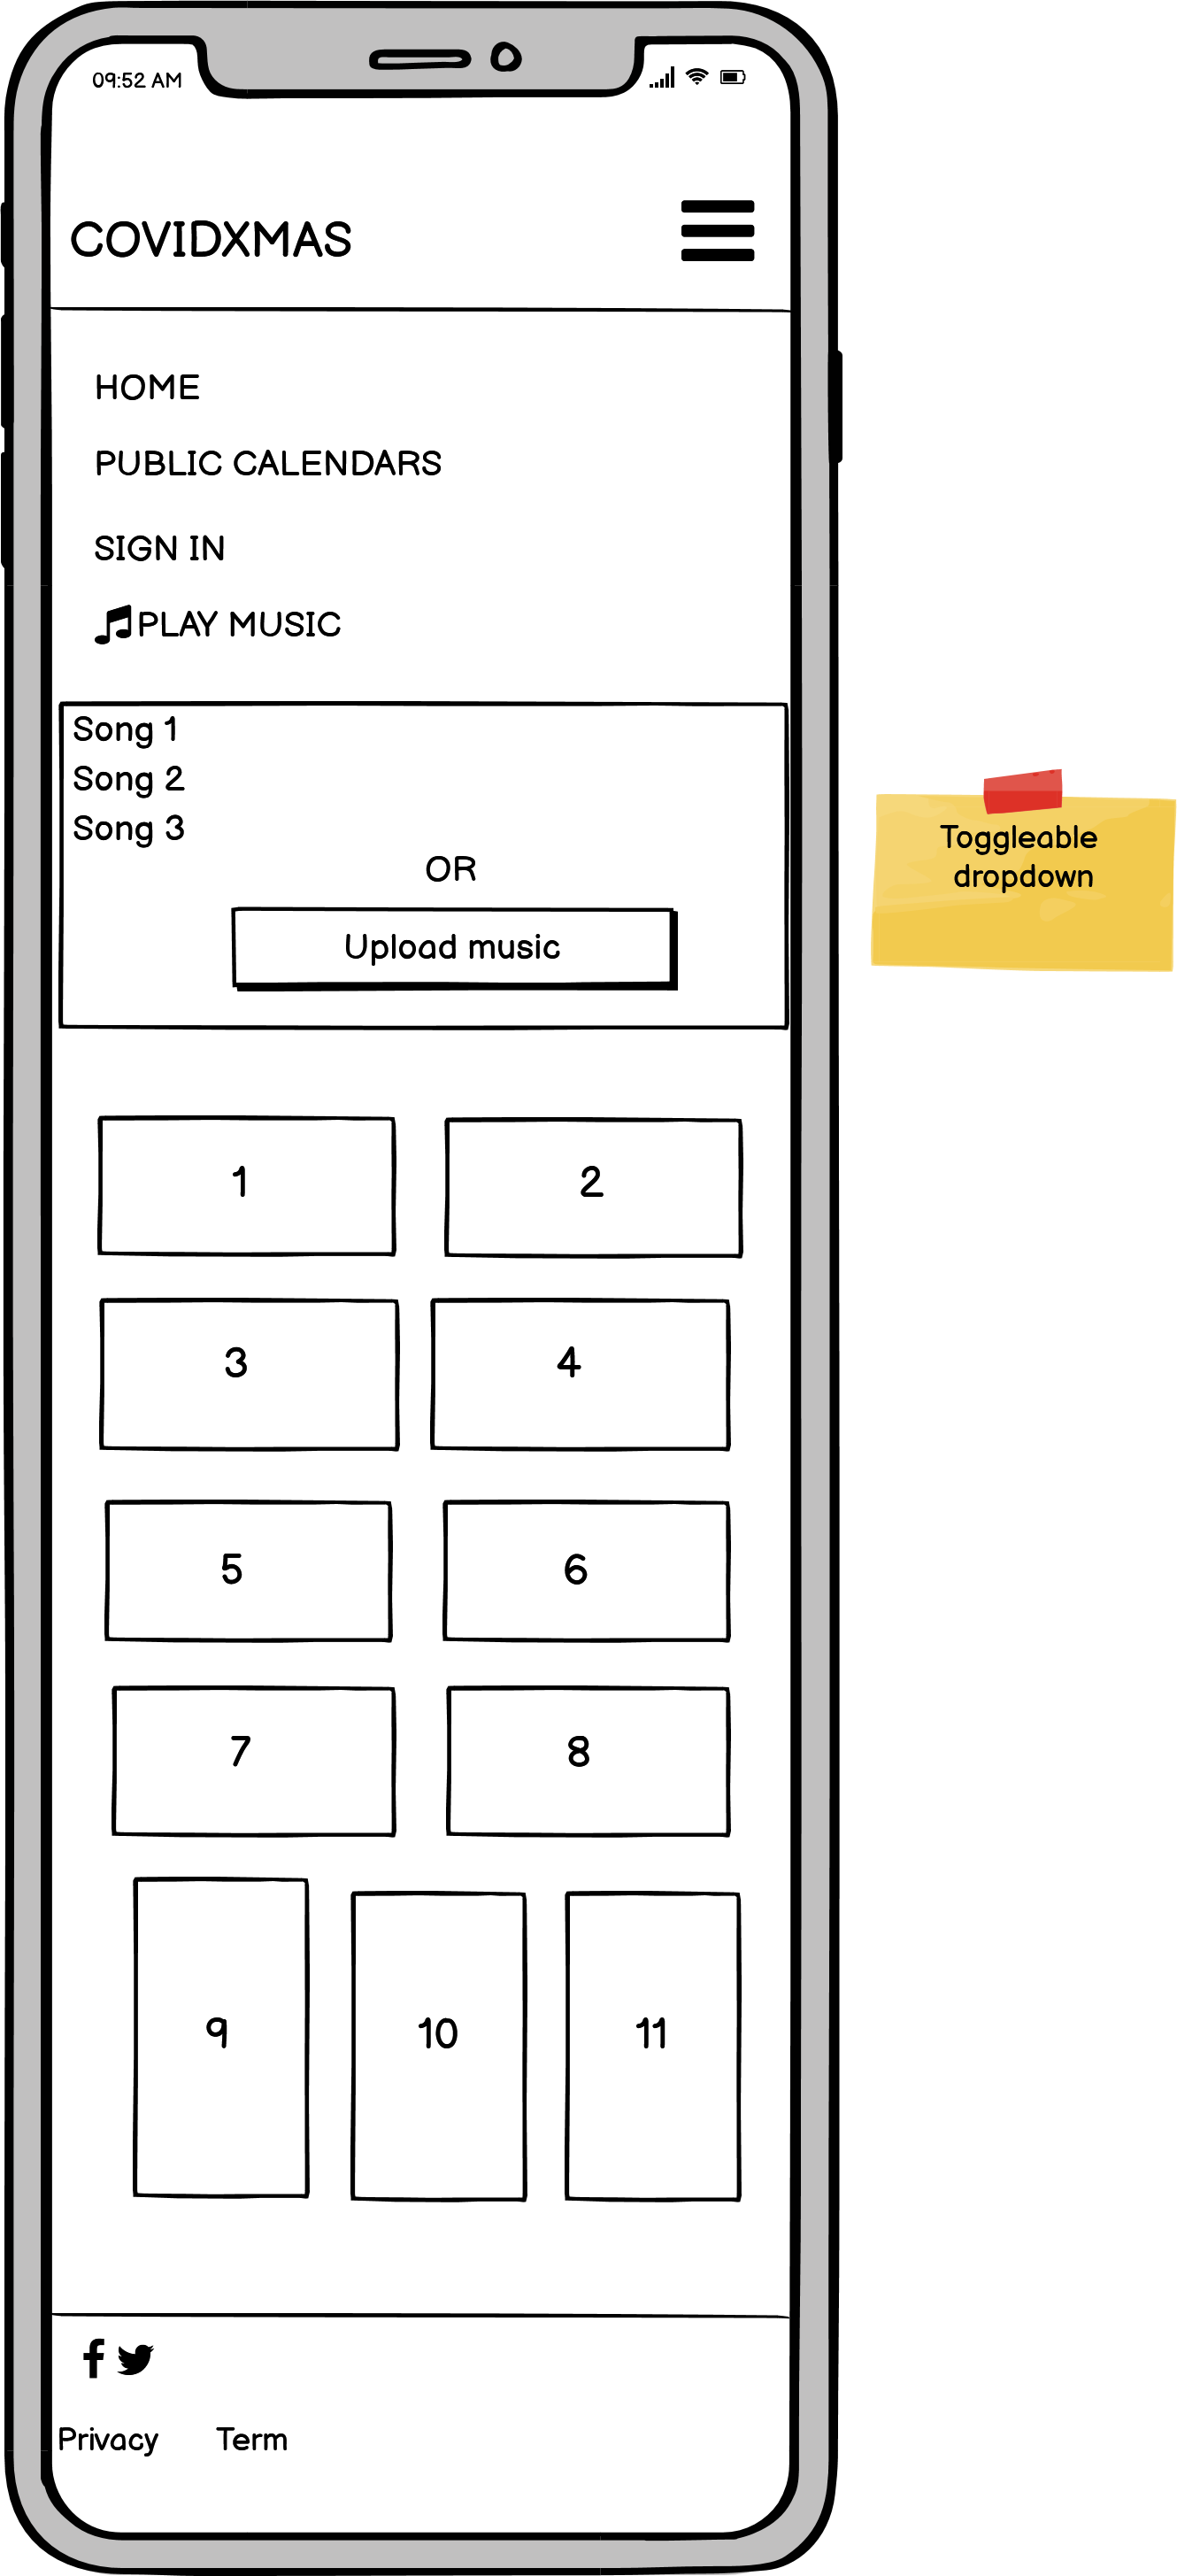 09:52 AM
COVIDXMAS
HOME
PUBLIC CALENDARS
SIGN IN
PLAY MUSIC
Song 1
Song 2
Song 3
OR
Upload music
Toggleable
dropdown
1
2
3
4
5
6
7
8
9
10
11
Privacy
Term